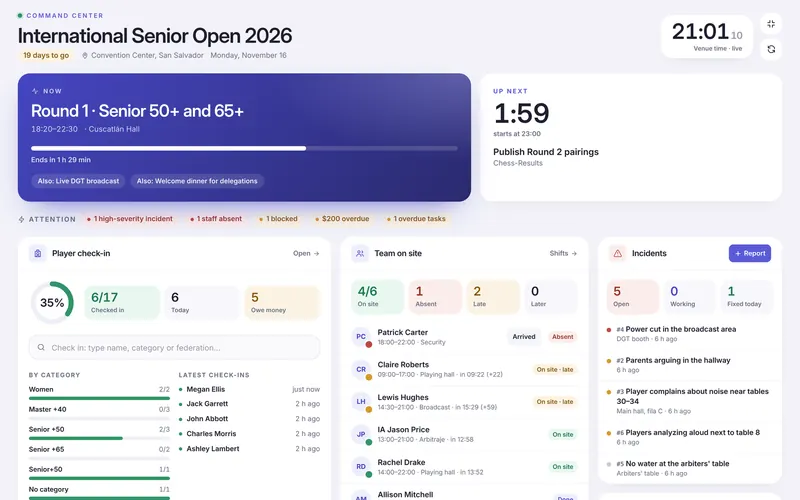 COMMAND CENTER
International Senior Open 2026
19 days to go
Convention Center, San Salvador · Monday, November 16
21:01 10
Venue time · live
NOW
Round 1 · Senior 50+ and 65+
18:20–22:30 · Cuscatlán Hall
Ends in 1 h 29 min
Also: Live DGT broadcast
Also: Welcome dinner for delegations
UP NEXT
1:59
starts at 23:00
Publish Round 2 pairings
Chess-Results
ATTENTION
1 high-severity incident
1 staff absent
1 blocked
$200 overdue
1 overdue tasks
Player check-in
Open →
35%
6/17
Checked in
6
Today
5
Owe money
Check in: type name, category or federation...
BY CATEGORY
Women 2/2
Master +40 0/3
Senior +50 2/3
Senior +65 0/2
Senior+50 1/1
No category 1/1
LATEST CHECK-INS
Megan Ellis just now
Jack Garrett 2 h ago
John Abbott 2 h ago
Charles Morris 2 h ago
Ashley Lambert 2 h ago
Team on site
Shifts →
4/6
On site
1
Absent
2
Late
0
Later
PC
Patrick Carter
18:00–22:00 · Security
Arrived
Absent
CR
Claire Roberts
09:00–17:00 · Playing hall · in 09:22 (+22)
On site · late
LH
Lewis Hughes
14:30–21:00 · Broadcast · in 15:29 (+59)
On site · late
JP
IA Jason Price
13:00–21:00 · Arbitraje · in 12:58
On site
RD
Rachel Drake
14:00–22:00 · Playing hall · in 13:52
On site
AM
Allison Mitchell
Done
Incidents
+ Report
5
Open
0
Working
1
Fixed today
#4 Power cut in the broadcast area
DGT booth · 6 h ago
#2 Parents arguing in the hallway
6 h ago
#3 Player complains about noise near tables
30–34
Main hall, fila C · 6 h ago
#6 Players analyzing aloud next to table 8
6 h ago
#5 No water at the arbiters' table
Arbiters' table · 6 h ago